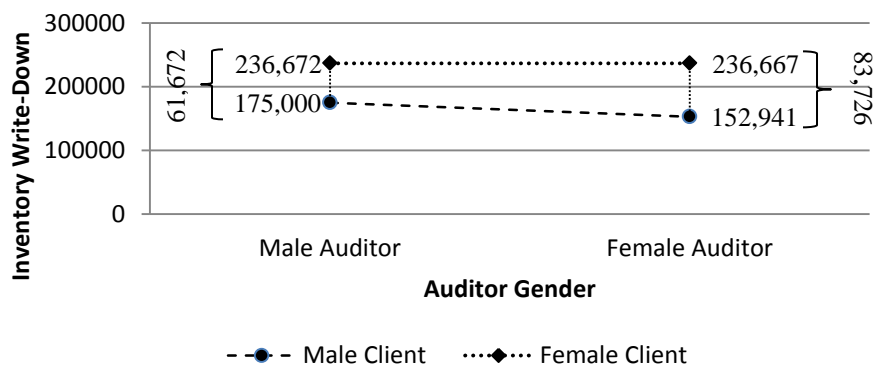 Inventory Write-Down
300000
200000
100000
0
61,672
236,672
175,000
236,667
152,941
83,726
Male Auditor
Female Auditor
Auditor Gender
Male Client
Female Client